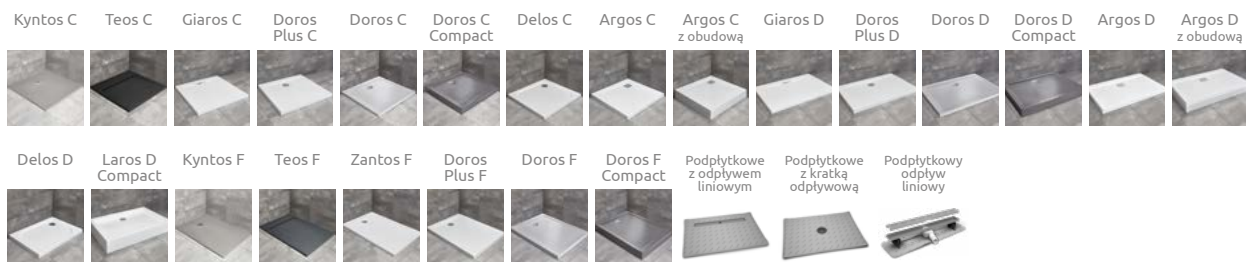 Kyntos C
Teos C
Giaros C
Doros
Plus C
Doros C
Doros C
Compact
Delos C
Argos C
Argos C
z obudową
Giaros D
Doros
Plus D
Doros D
Doros D
Compact
Argos D
Argos D
z obudową
Delos D
Laros D
Compact
Kyntos F
Teos F
Zantos F
Doros
Plus F
Doros F
Doros F
Compact
Podpłytkowe
z odpływem
liniowym
Podpłytkowe
z kratką
odpływową
Podpłytkowy
odpływ
liniowy